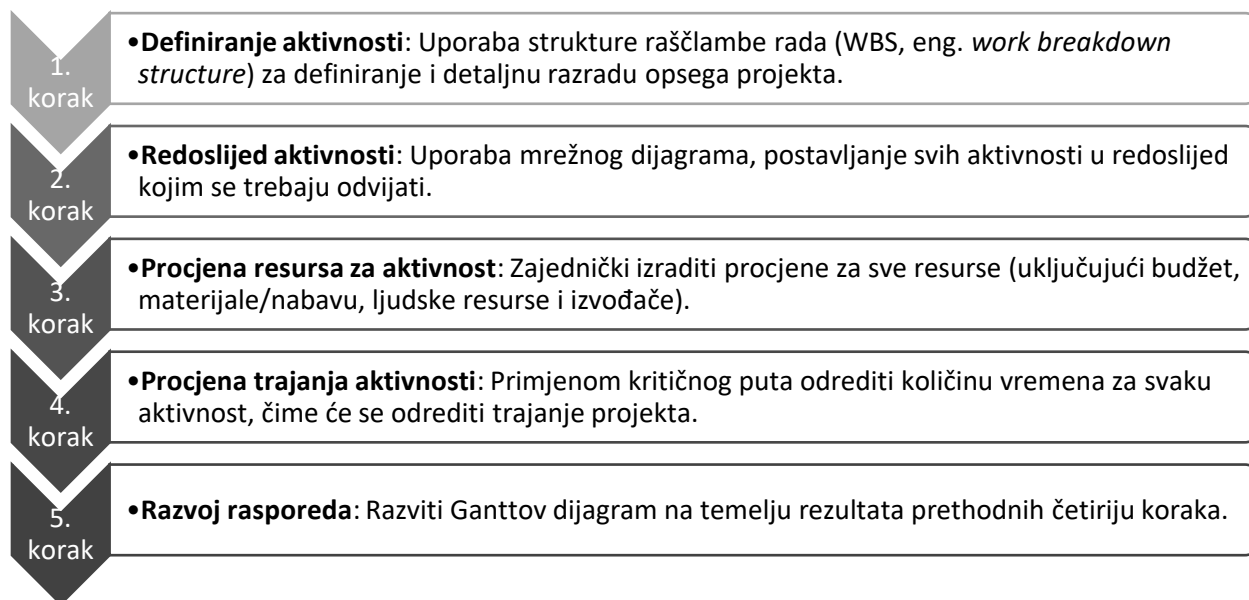 1.
korak
•Definiranje aktivnosti: Uporaba strukture raščlambe rada (WBS, eng. work breakdown
structure) za definiranje i detaljnu razradu opsega projekta.
2.
korak
•Redoslijed aktivnosti: Uporaba mrežnog dijagrama, postavljanje svih aktivnosti u redoslijed
kojim se trebaju odvijati.
3.
korak
•Procjena resursa za aktivnost: Zajednički izraditi procjene za sve resurse (uključujući budžet,
materijale/nabavu, ljudske resurse i izvođače).
4.
korak
•Procjena trajanja aktivnosti: Primjenom kritičnog puta odrediti količinu vremena za svaku
aktivnost, čime će se odrediti trajanje projekta.
5.
korak
•Razvoj rasporeda: Razviti Ganttov dijagram na temelju rezultata prethodnih četiriju koraka.